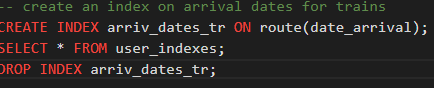 -- create an index on arrival dates for trains
CREATE INDEX arriv_dates_tr ON route(date_arrival);
SELECT * FROM user_indexes;
DROP INDEX arriv_dates_tr;